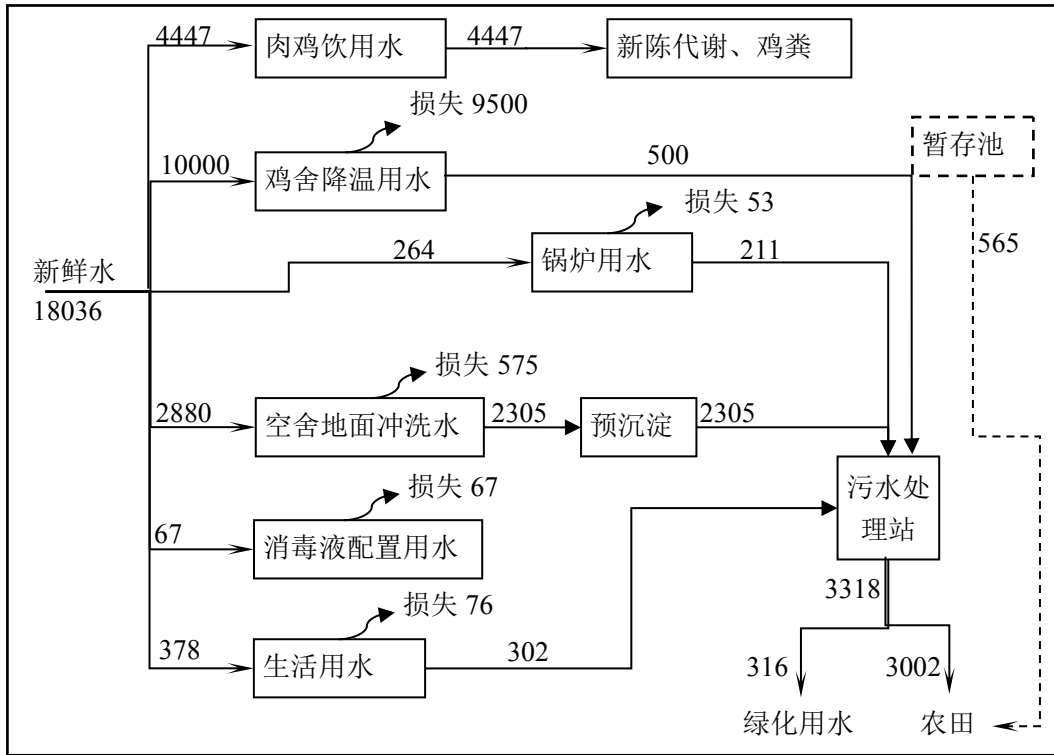 4447
肉鸡饮用水
4447
新陈代谢、鸡粪
损失 9500
10000
鸡舍降温用水
500
暂存池
565
损失 53
264
锅炉用水
211
新鲜水
18036
损失 575
2880
空舍地面冲洗水
2305
预沉淀
2305
损失 67
67
消毒液配置用水
污水处
理站
3318
损失 76
378
生活用水
302
316
3002
绿化用水
农田